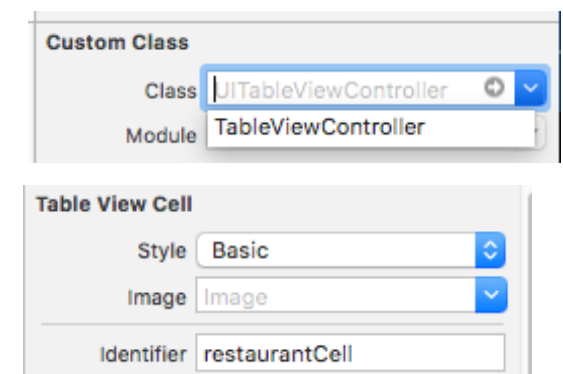 Custom Class
Class UITableViewController
TableViewController
Module
Table View Cell
Style Basic
Image Image
Identifier restaurantCell